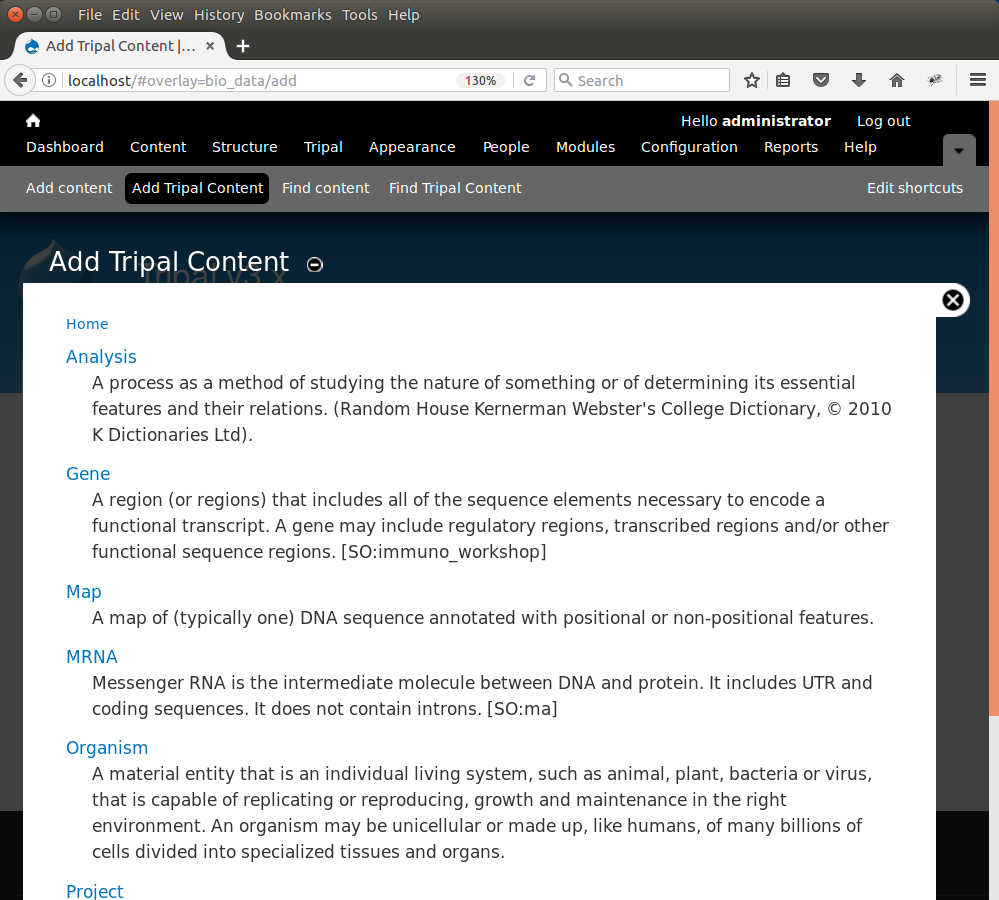 File Edit View History Bookmarks Tools Help
Add Tripal Content |...
localhost/#overlay=bio_data/add 130% Search
Hello administrator Log out
Dashboard Content Structure Tripal Appearance People Modules Configuration Reports Help
Add content Add Tripal Content Find content Find Tripal Content Edit shortcuts
Tripal v3.x
Add Tripal Content
Home
Analysis
A process as a method of studying the nature of something or of determining its essential
features and their relations. (Random House Kernerman Webster's College Dictionary, © 2010
K Dictionaries Ltd).
Gene
A region (or regions) that includes all of the sequence elements necessary to encode a
functional transcript. A gene may include regulatory regions, transcribed regions and/or other
functional sequence regions. [SO:immuno_workshop]
Map
A map of (typically one) DNA sequence annotated with positional or non-positional features.
MRNA
Messenger RNA is the intermediate molecule between DNA and protein. It includes UTR and
coding sequences. It does not contain introns. [SO:ma]
Organism
A material entity that is an individual living system, such as animal, plant, bacteria or virus,
that is capable of replicating or reproducing, growth and maintenance in the right
environment. An organism may be unicellular or made up, like humans, of many billions of
cells divided into specialized tissues and organs.
Project